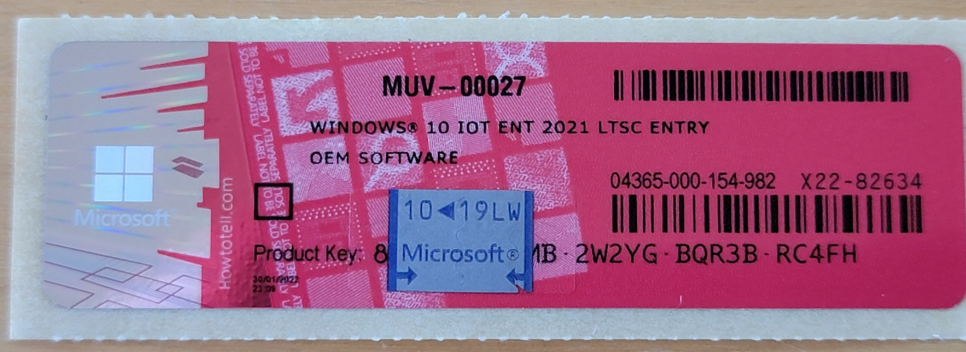 MUV-00027
WINDOWS® 10 IOT ENT 2021 LTSC ENTRY
OEM SOFTWARE
04365-000-154-982 X22-82634
10◄19LW
Microsoft®
Microsoft
Howtotell.com
Product Key: 8 MB-2W2YG-BQR3B-RC4FH